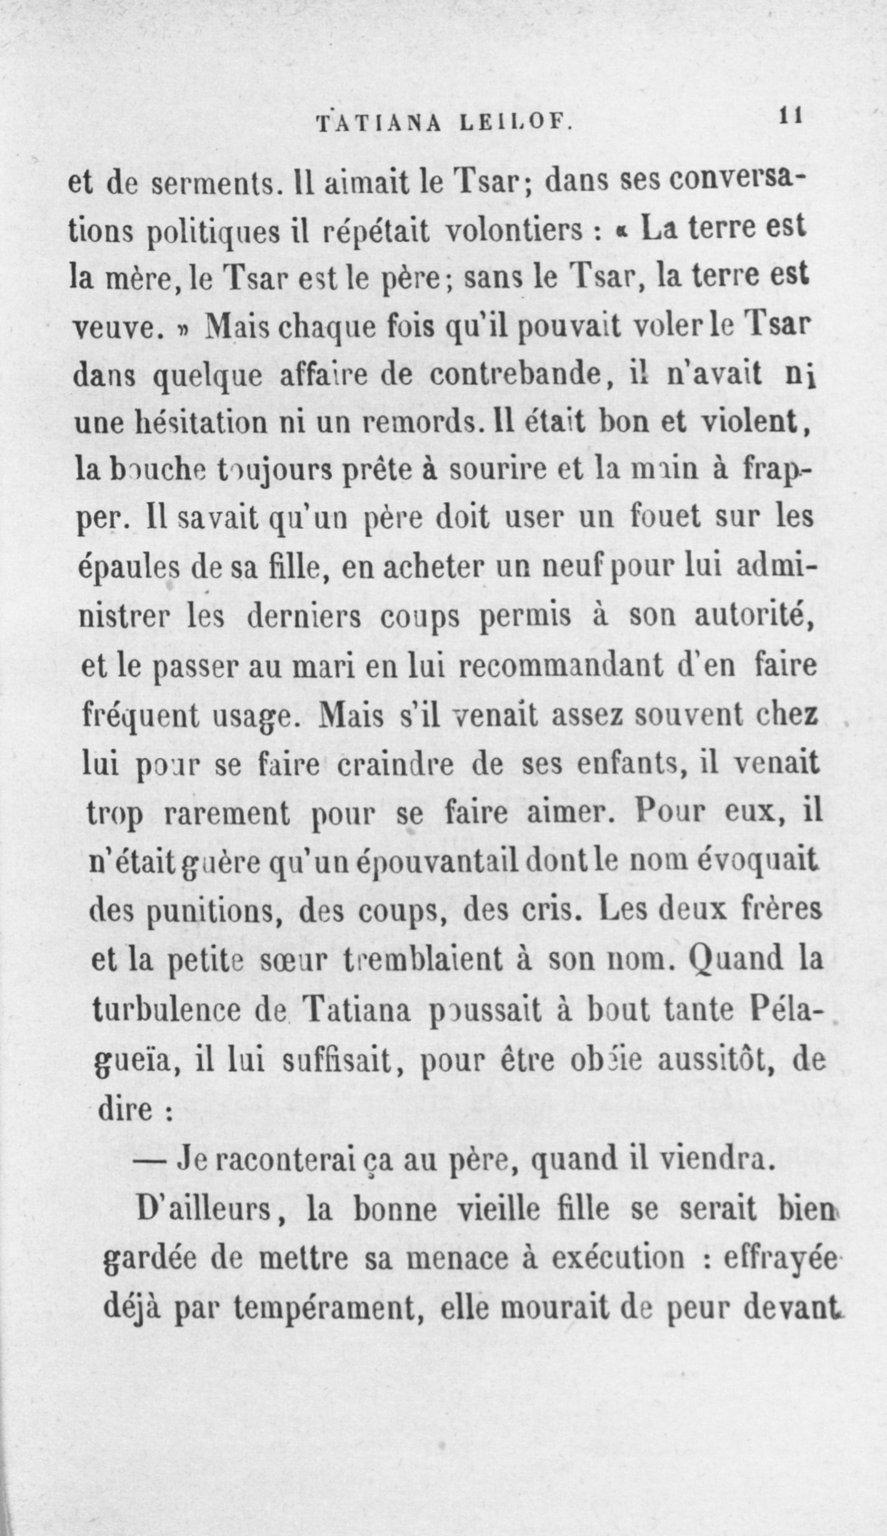 TATIANA LEILOF. 11
et de serments. Il aimait le Tsar; dans ses conversa-
tions politiques il répétait volontiers : « La terre est
la mère, le Tsar est le père; sans le Tsar, la terre est
veuve. » Mais chaque fois qu'il pouvait voler le Tsar
dans quelque affaire de contrebande, il n'avait ni
une hésitation ni un remords. Il était bon et violent,
la bouche toujours prête à sourire et la main à frap-
per. Il savait qu'un père doit user un fouet sur les
épaules de sa fille, en acheter un neuf pour lui admi-
nistrer les derniers coups permis à son autorité,
et le passer au mari en lui recommandant d'en faire
fréquent usage. Mais s'il venait assez souvent chez
lui pour se faire craindre de ses enfants, il venait
trop rarement pour se faire aimer. Pour eux, il
n'était guère qu'un épouvantail dont le nom évoquait
des punitions, des coups, des cris. Les deux frères
et la petite sœur tremblaient à son nom. Quand la
turbulence de Tatiana poussait à bout tante Péla-
gueïa, il lui suffisait, pour être obéie aussitôt, de
dire :
— Je raconterai ça au père, quand il viendra.
D'ailleurs, la bonne vieille fille se serait bien
gardée de mettre sa menace à exécution : effrayée
déjà par tempérament, elle mourait de peur devant